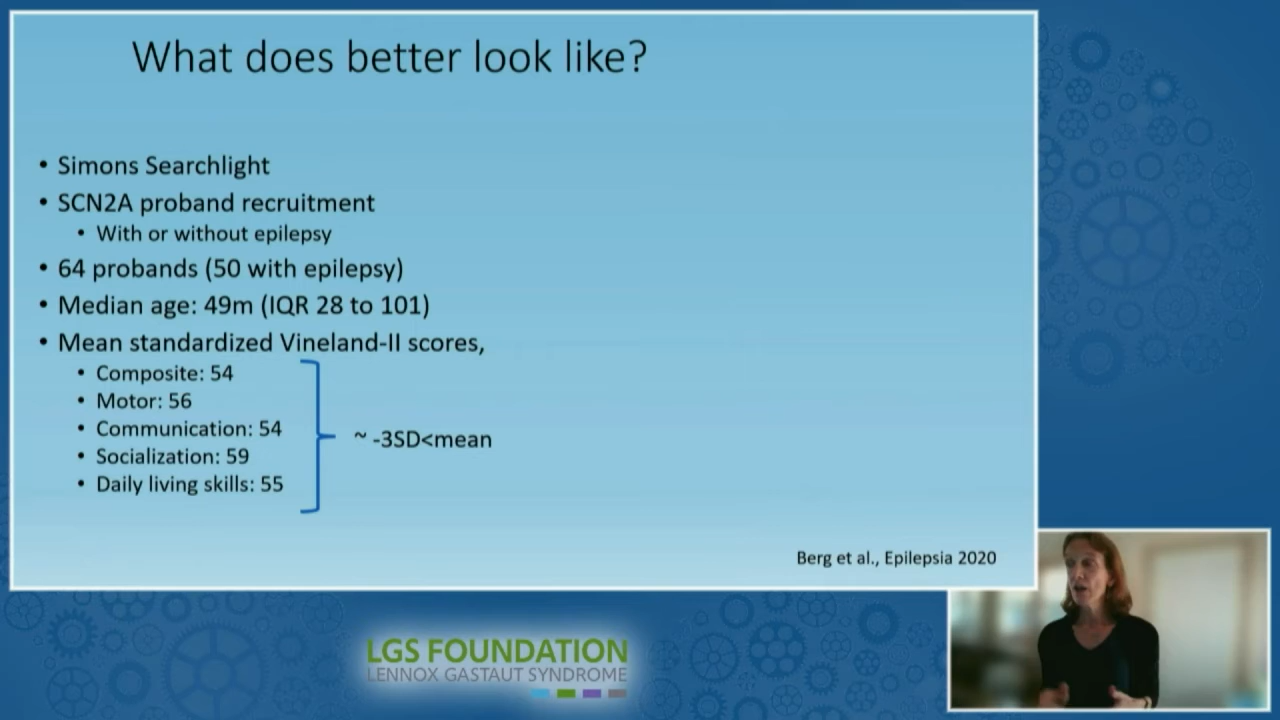 What does better look like?
• Simons Searchlight
• SCN2A proband recruitment
• With or without epilepsy
• 64 probands (50 with epilepsy)
• Median age: 49m (IQR 28 to 101)
• Mean standardized Vineland-II scores,
• Composite: 54
• Motor: 56
• Communication: 54
• Socialization: 59
• Daily living skills: 55
~ -3SD<mean
Berg et al., Epilepsia 2020
LGS FOUNDATION
LENNOX GASTAUT SYNDROME